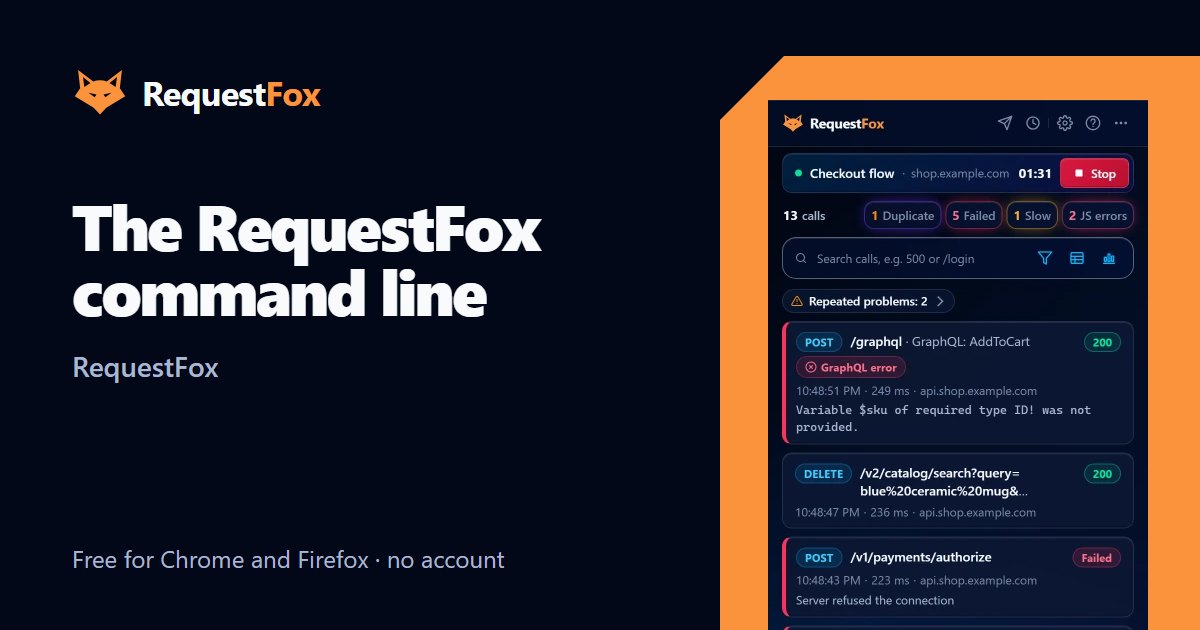 RequestFox
The RequestFox
command line
RequestFox
Free for Chrome and Firefox · no account
RequestFox
Checkout flow · shop.example.com 01:31 Stop
13 calls 1 Duplicate 5 Failed 1 Slow 2 JS errors
Search calls, e.g. 500 or /login
Repeated problems: 2
POST /graphql · GraphQL: AddToCart 200
GraphQL error
10:48:51 PM · 249 ms · api.shop.example.com
Variable $sku of required type ID! was not
provided.
DELETE /v2/catalog/search?query= 200
blue%20ceramic%20mug&...
10:48:47 PM · 236 ms · api.shop.example.com
POST /v1/payments/authorize Failed
10:48:43 PM · 223 ms · api.shop.example.com
Server refused the connection